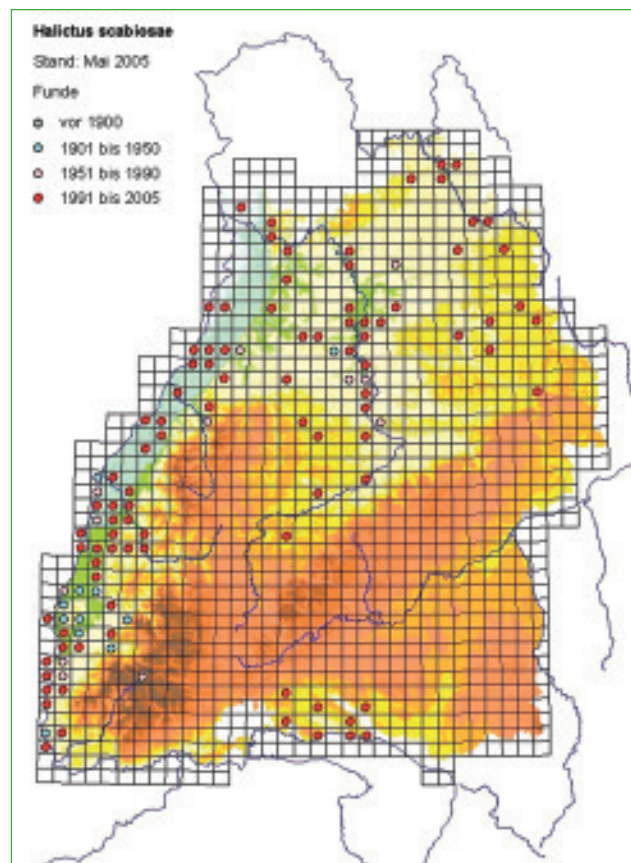 Halictus scabiosae
Stand: Mai 2005
Funde
vor 1900
1901 bis 1950
1951 bis 1990
1991 bis 2005